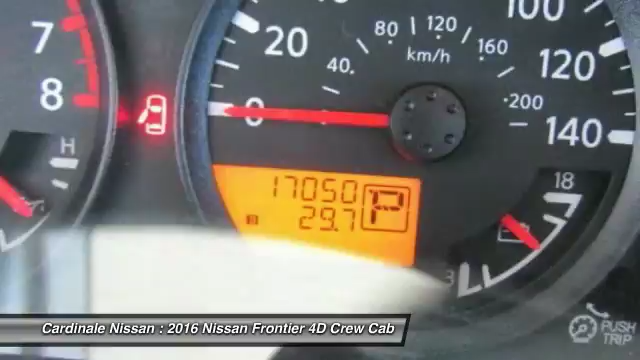 100
80 120
7 20
km/h 160
40 120
8
0 200
H 140
17050 P
18
B 29.7
8
Cardinale Nissan : 2016 Nissan Frontier 4D Crew Cab
PUSH
TRIP